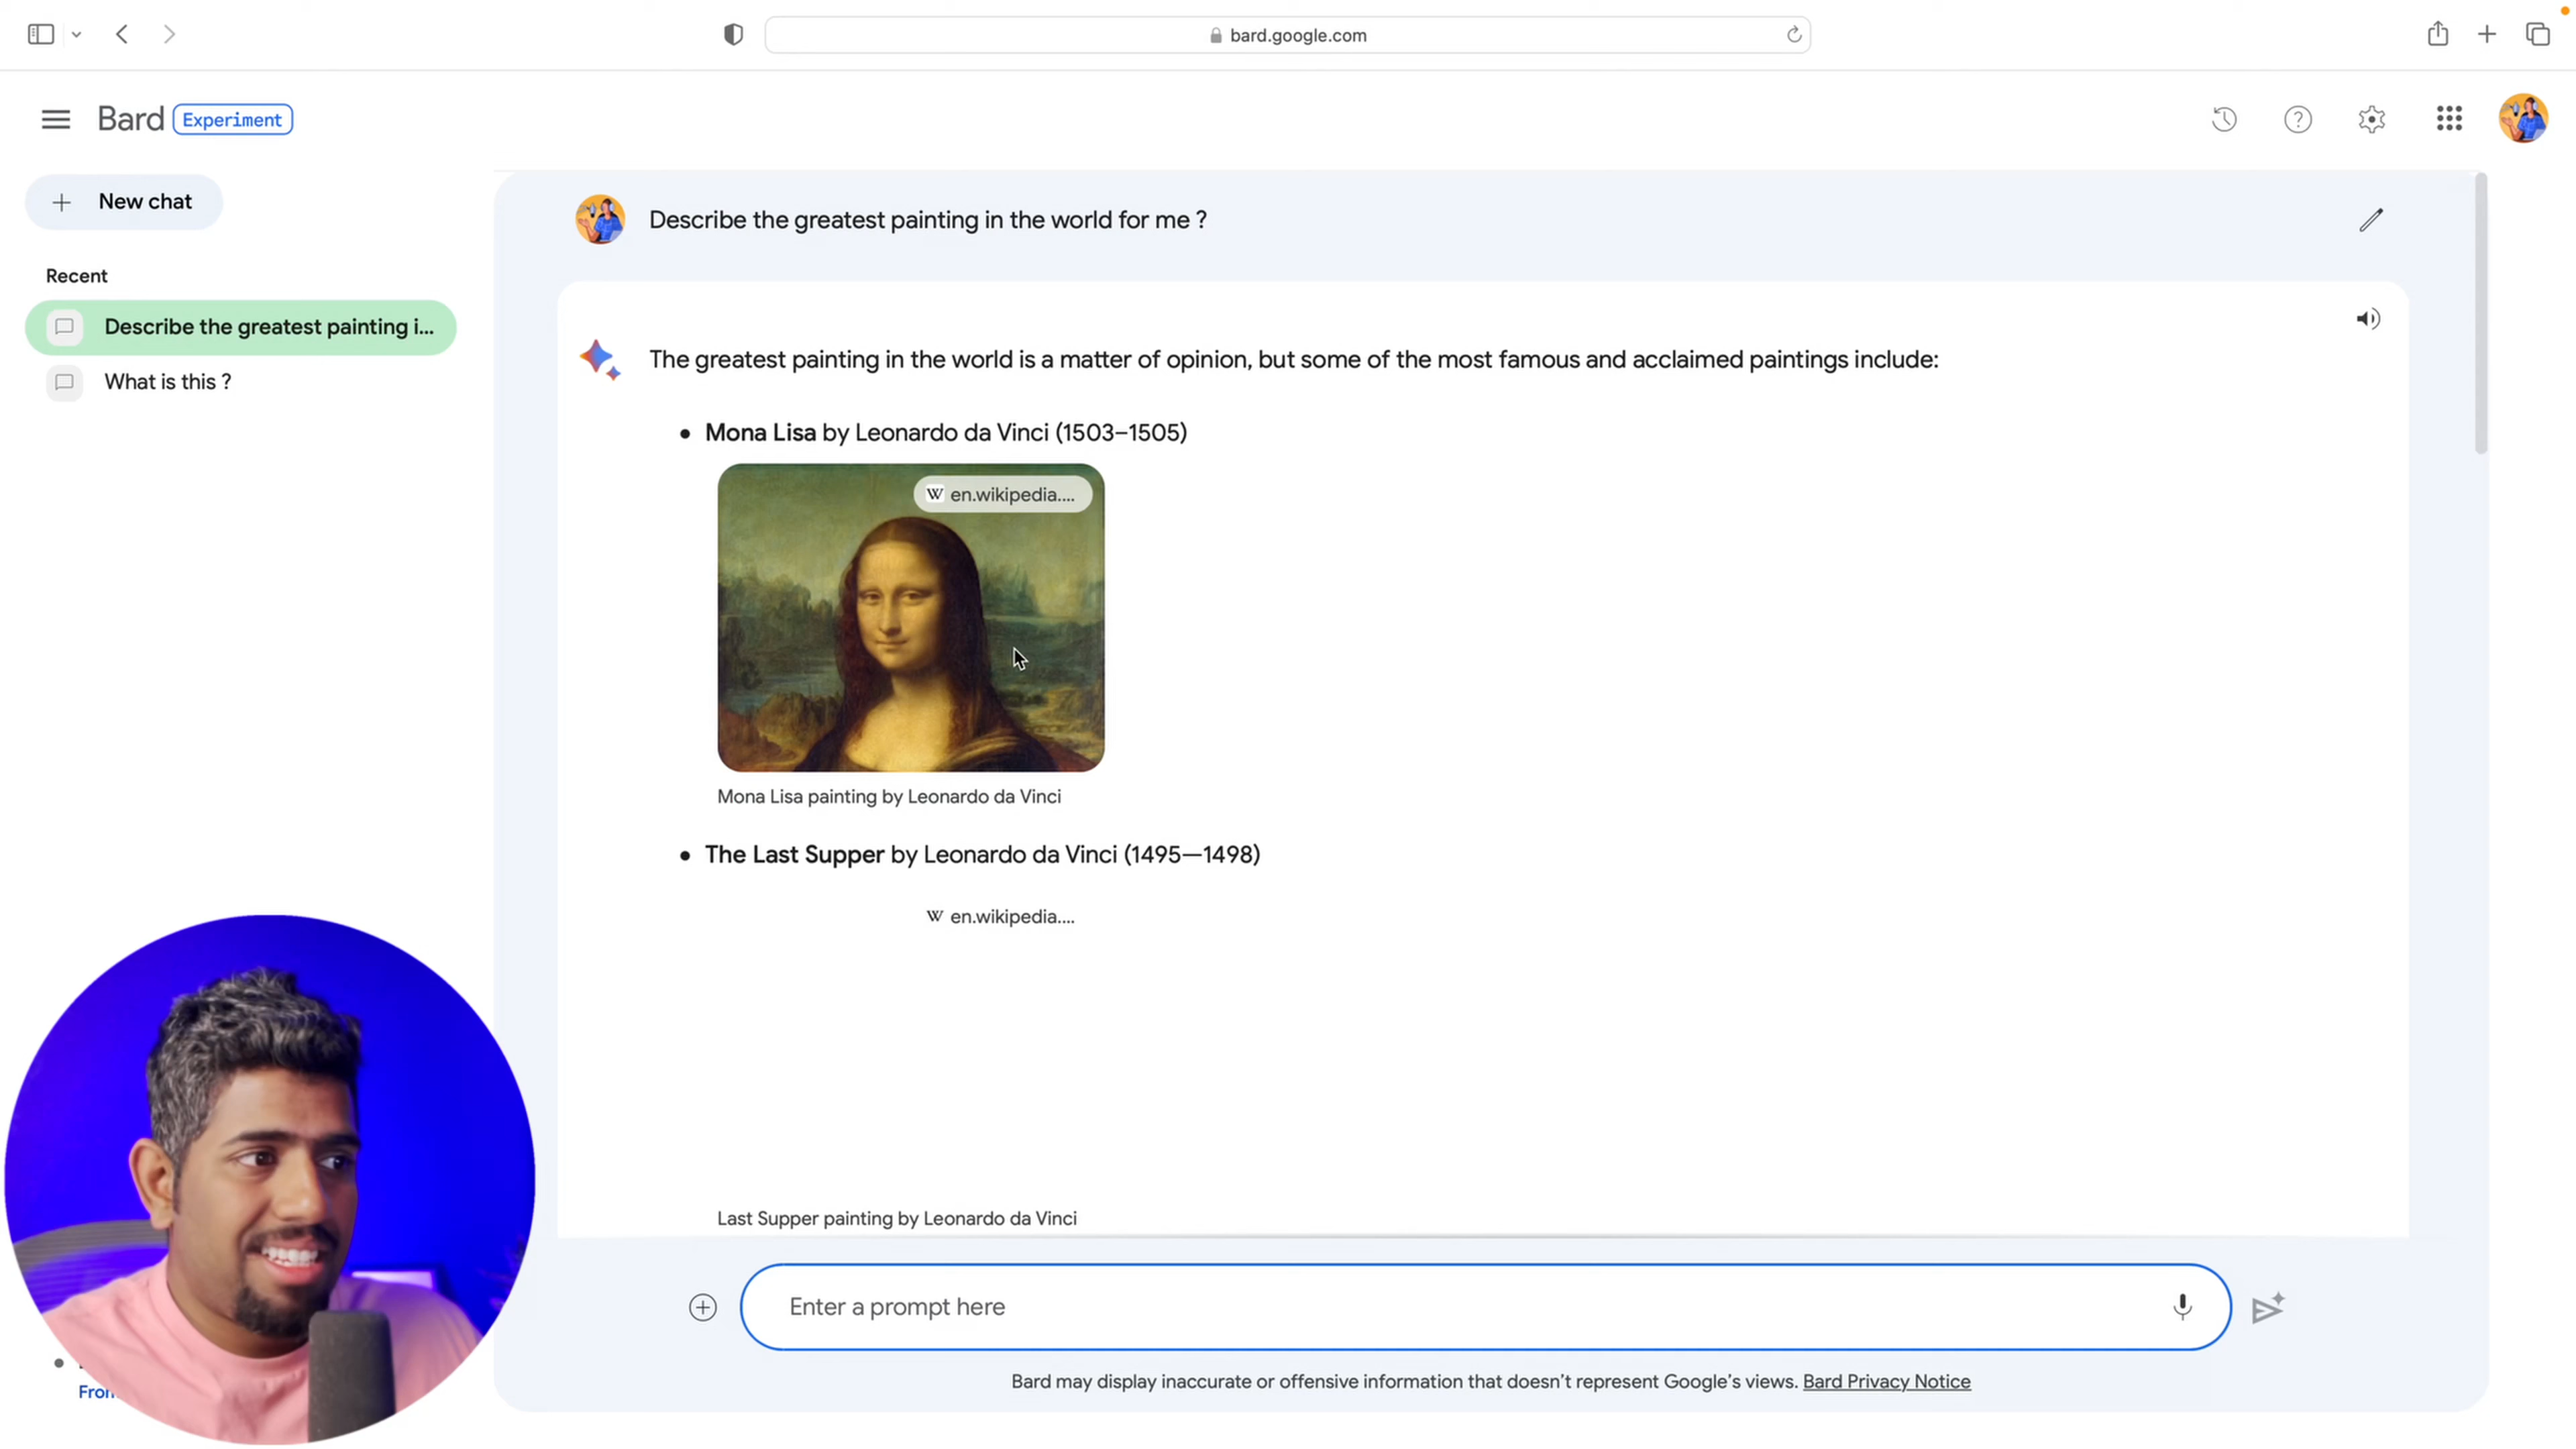 bard.google.com
Bard Experiment
New chat
Recent
Describe the greatest painting i...
What is this ?
Describe the greatest painting in the world for me ?
The greatest painting in the world is a matter of opinion, but some of the most famous and acclaimed paintings include:
Mona Lisa by Leonardo da Vinci (1503–1505)
W en.wikipedia....
Mona Lisa painting by Leonardo da Vinci
The Last Supper by Leonardo da Vinci (1495—1498)
W en.wikipedia....
Last Supper painting by Leonardo da Vinci
Enter a prompt here
Bard may display inaccurate or offensive information that doesn't represent Google's views. Bard Privacy Notice